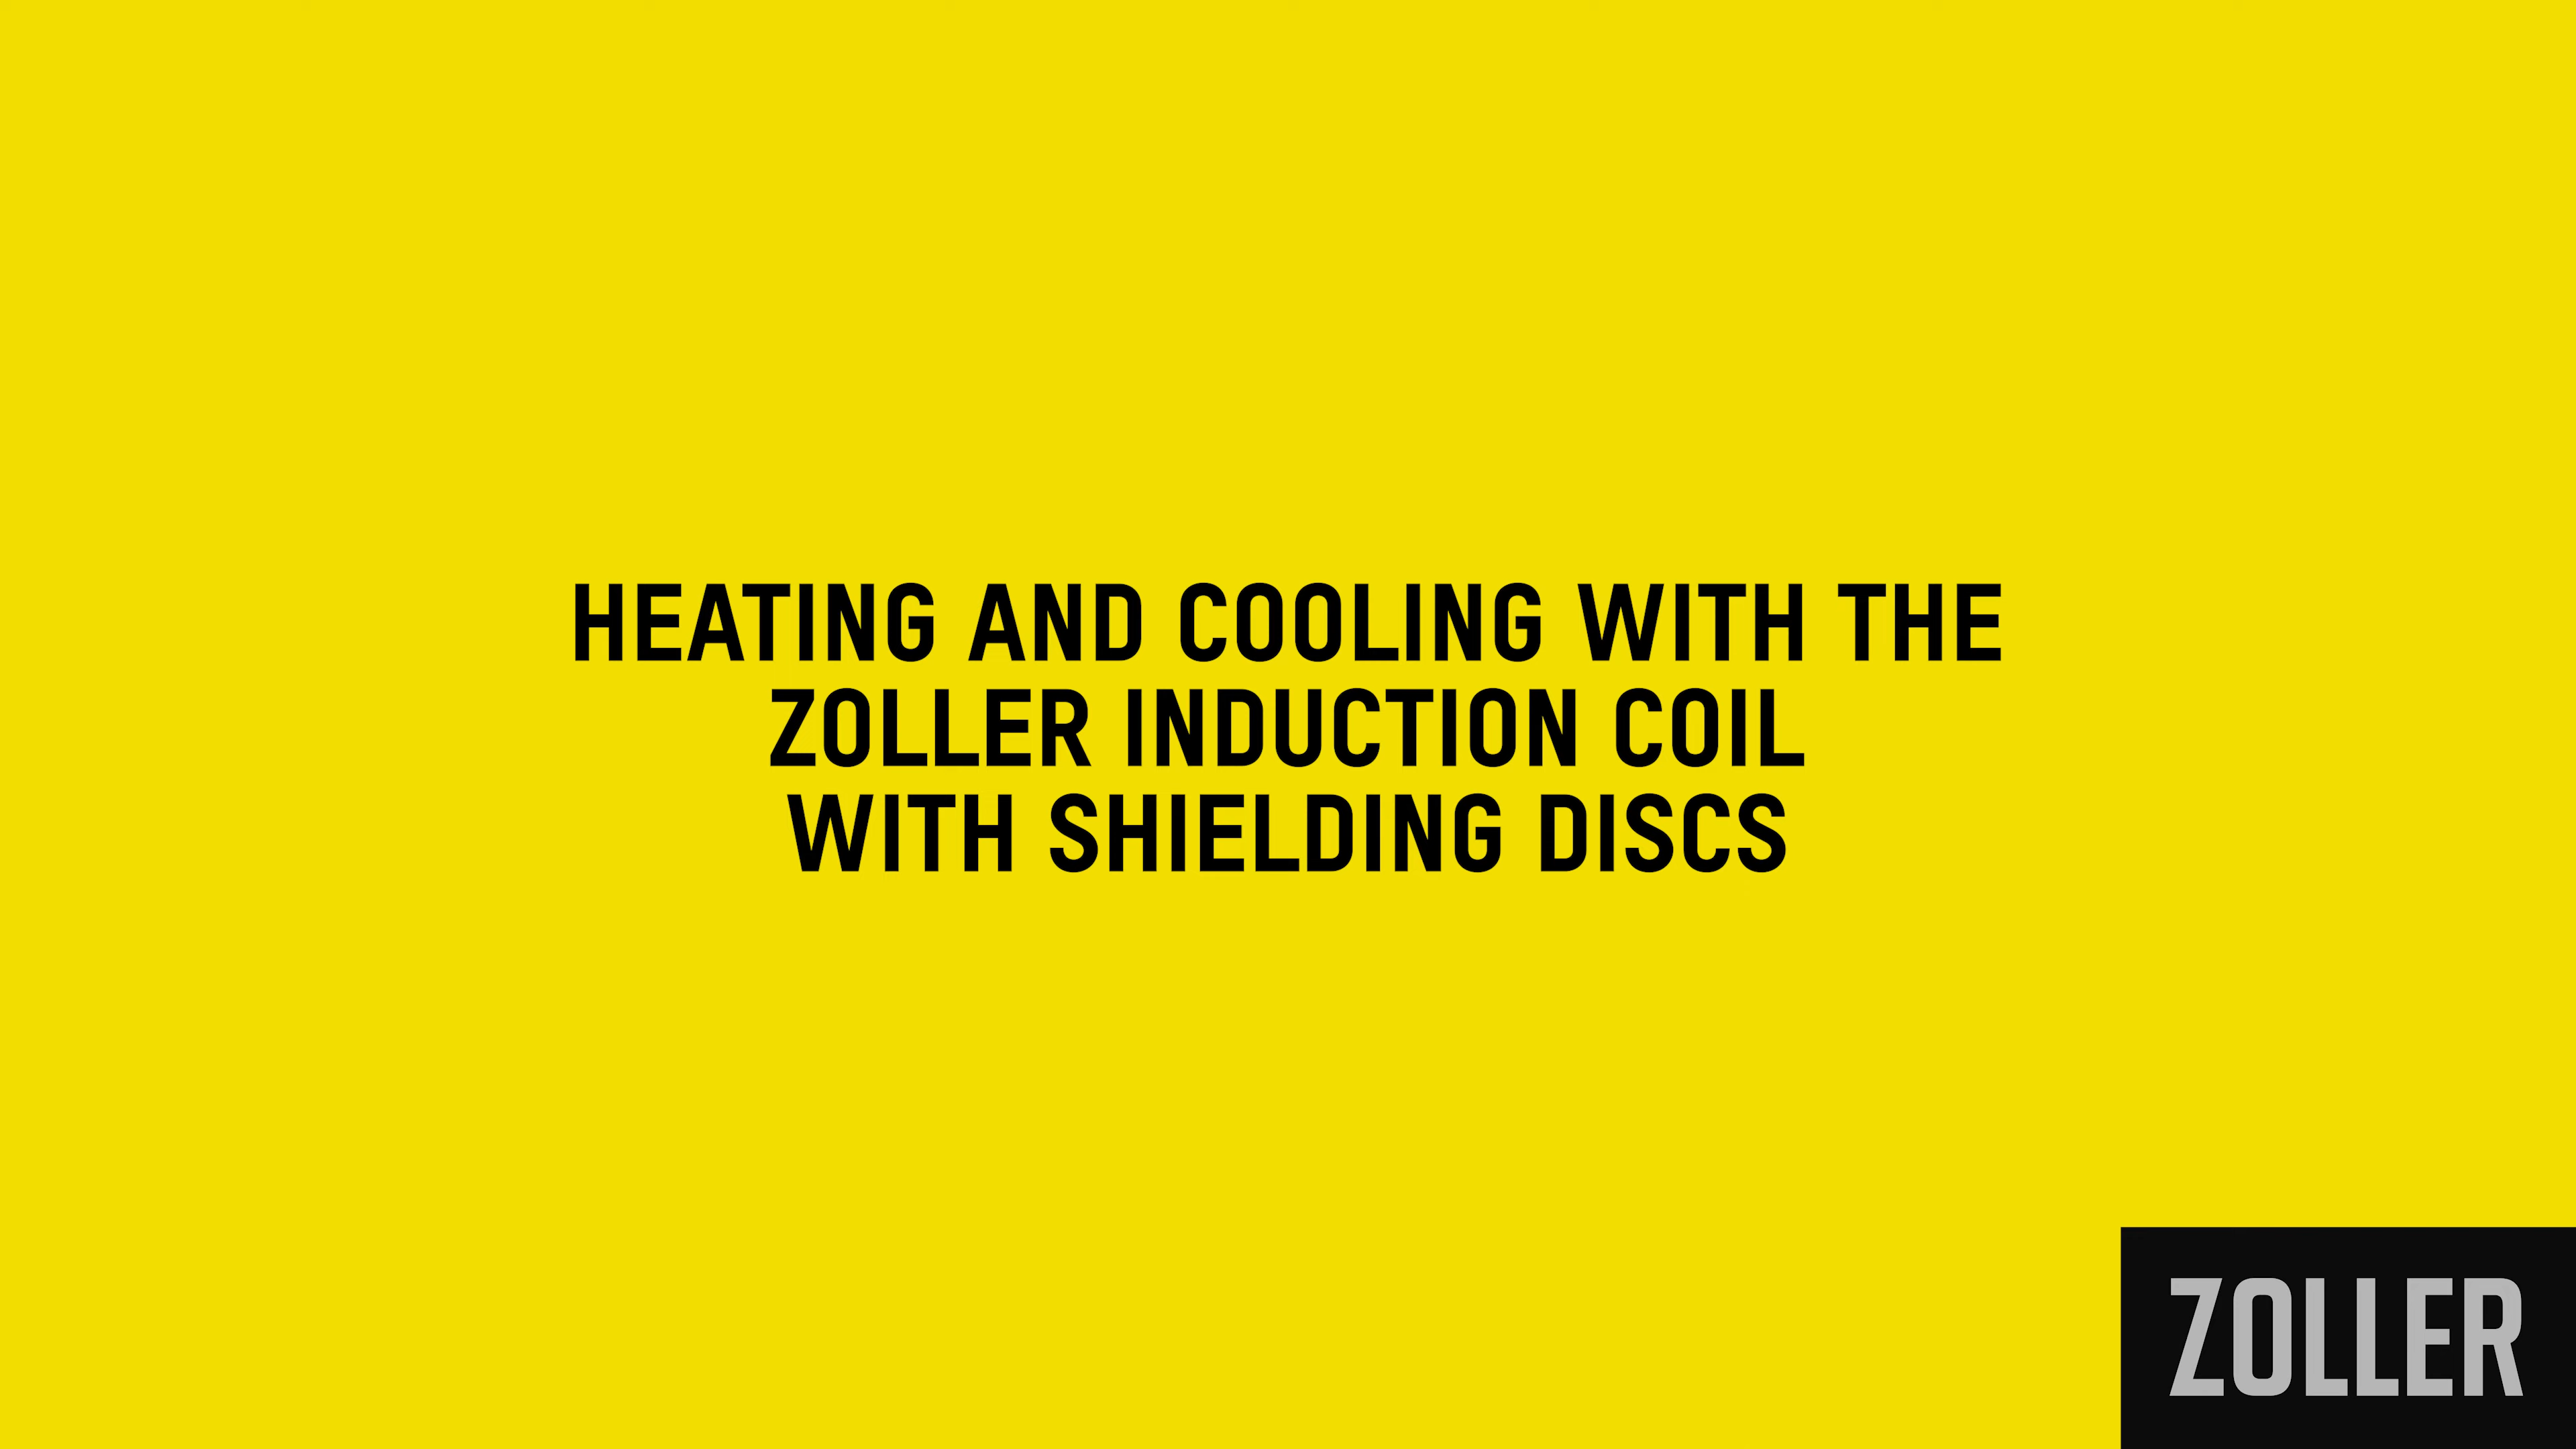 HEATING AND COOLING WITH THE
ZOLLER INDUCTION COIL
WITH SHIELDING DISCS
ZOLLER